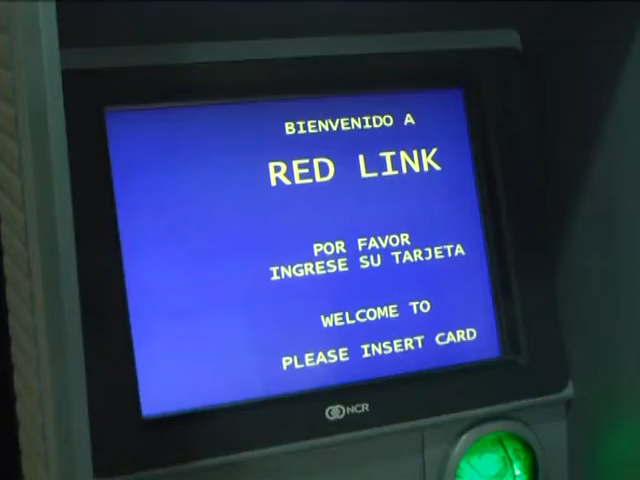 BIENVENIDO A
RED LINK
POR FAVOR
INGRESE SU TARJETA
WELCOME TO
PLEASE INSERT CARD
NCR